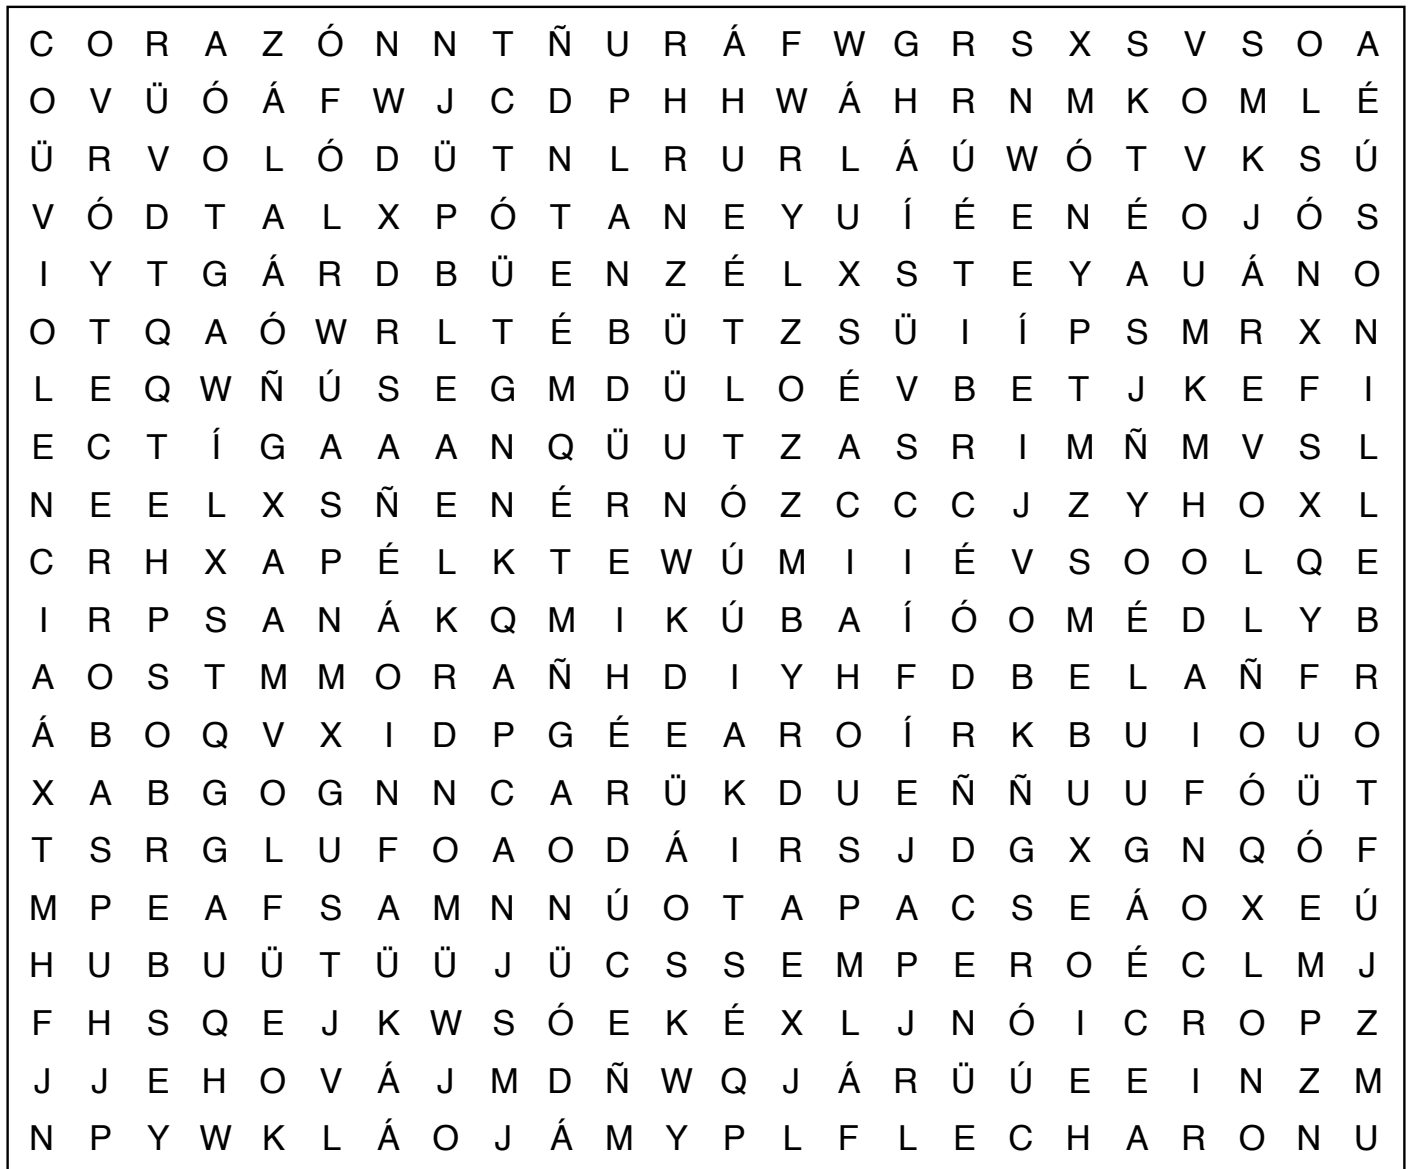 C O R A Z Ó N N T Ñ U R Á F W G R S X S V S O A
O V Ü Ó Á F W J C D P H H W Á H R N M K O M L É
Ü R V O L Ó D Ü T N L R U R L Á Ú W Ó T V K S Ú
V Ó D T A L X P Ó T A N E Y U Í É E N É O J Ó S
I Y T G Á R D B Ü E N Z É L X S T E Y A U Á N O
O T Q A Ó W R L T É B Ü T Z S Ü I Í P S M R X N
L E Q W Ñ Ú S E G M D Ü L O É V B E T J K E F I
E C T Í G A A A N Q Ü U T Z A S R I M Ñ M V S L
N E E L X S Ñ E N É R N Ó Z C C C J Z Y H O X L
C R H X A P É L K T E W Ú M I I É V S O O L Q E
I R P S A N Á K Q M I K Ú B A Í Ó O M É D L Y B
A O S T M M O R A Ñ H D I Y H F D B E L A Ñ F R
Á B O Q V X I D P G É E A R O Í R K B U I O U O
X A B G O G N N C A R Ü K D U E Ñ Ñ U U F Ó Ü T
T S R G L U F O A O D Á I R S J D G X G N Q Ó F
M P E A F S A M N N Ú O T A P A C S E Á O X E Ú
H U B U Ü T Ü Ü J Ü C S S E M P E R O É C L M J
F H S Q E J K W S Ó E K É X L J N Ó I C R O P Z
J J E H O V Á J M D Ñ W Q J Á R Ü Ú E E I N Z M
N P Y W K L Á O J Á M Y P L F L E C H A R O N U